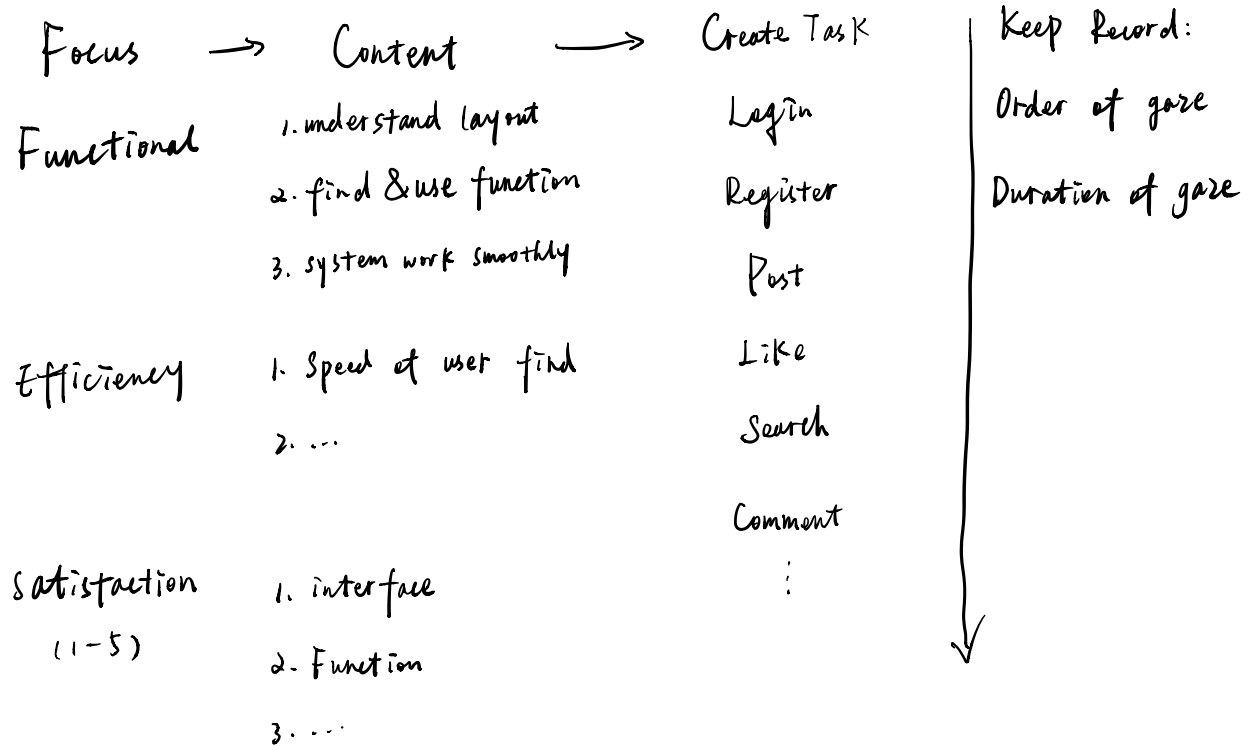 Focus → Content → Create Task
Functional
1. understand layout
2. find & use function
3. system work smoothly
Efficiency
1. Speed of user find
2. ...
Satisfaction
(1-5)
1. interface
2. Function
3. ....
Login
Register
Post
Like
Search
Comment
⋮
Keep Record:
Order of gaze
Duration of gaze